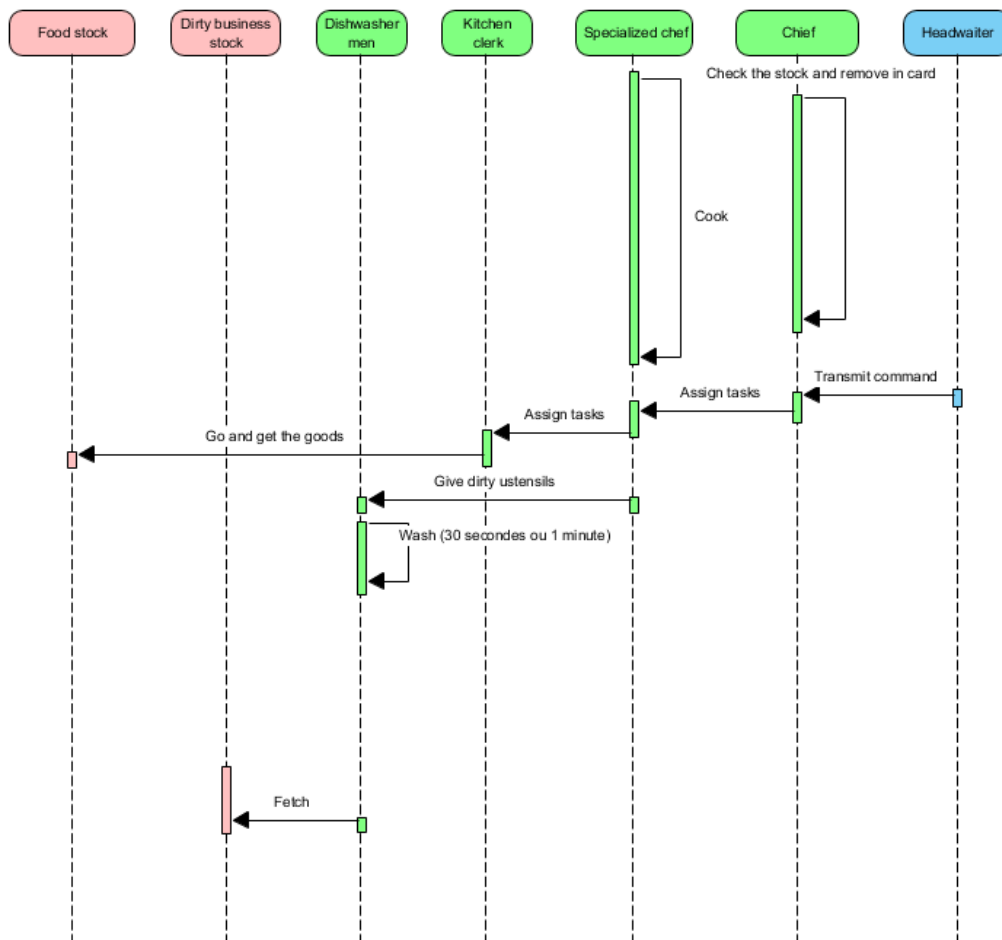 Food stock
Dirty business
stock
Dishwasher
men
Kitchen
clerk
Specialized chef
Chief
Headwaiter
Check the stock and remove in card
Cook
Transmit command
Assign tasks
Assign tasks
Go and get the goods
Give dirty ustensils
Wash (30 secondes ou 1 minute)
Fetch